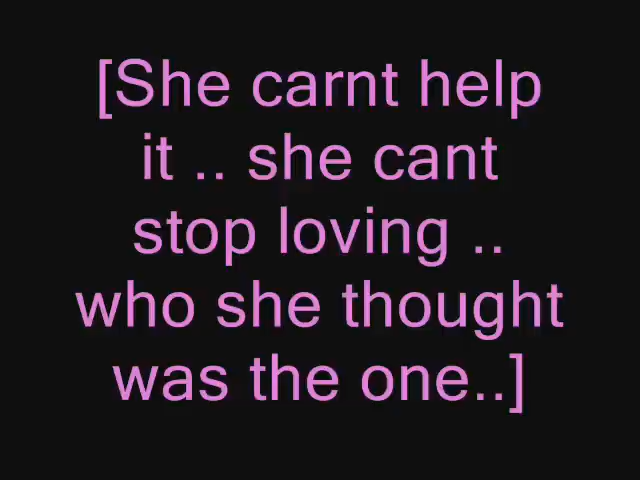 [She carnt help
it .. she cant
stop loving ..
who she thought
was the one..]